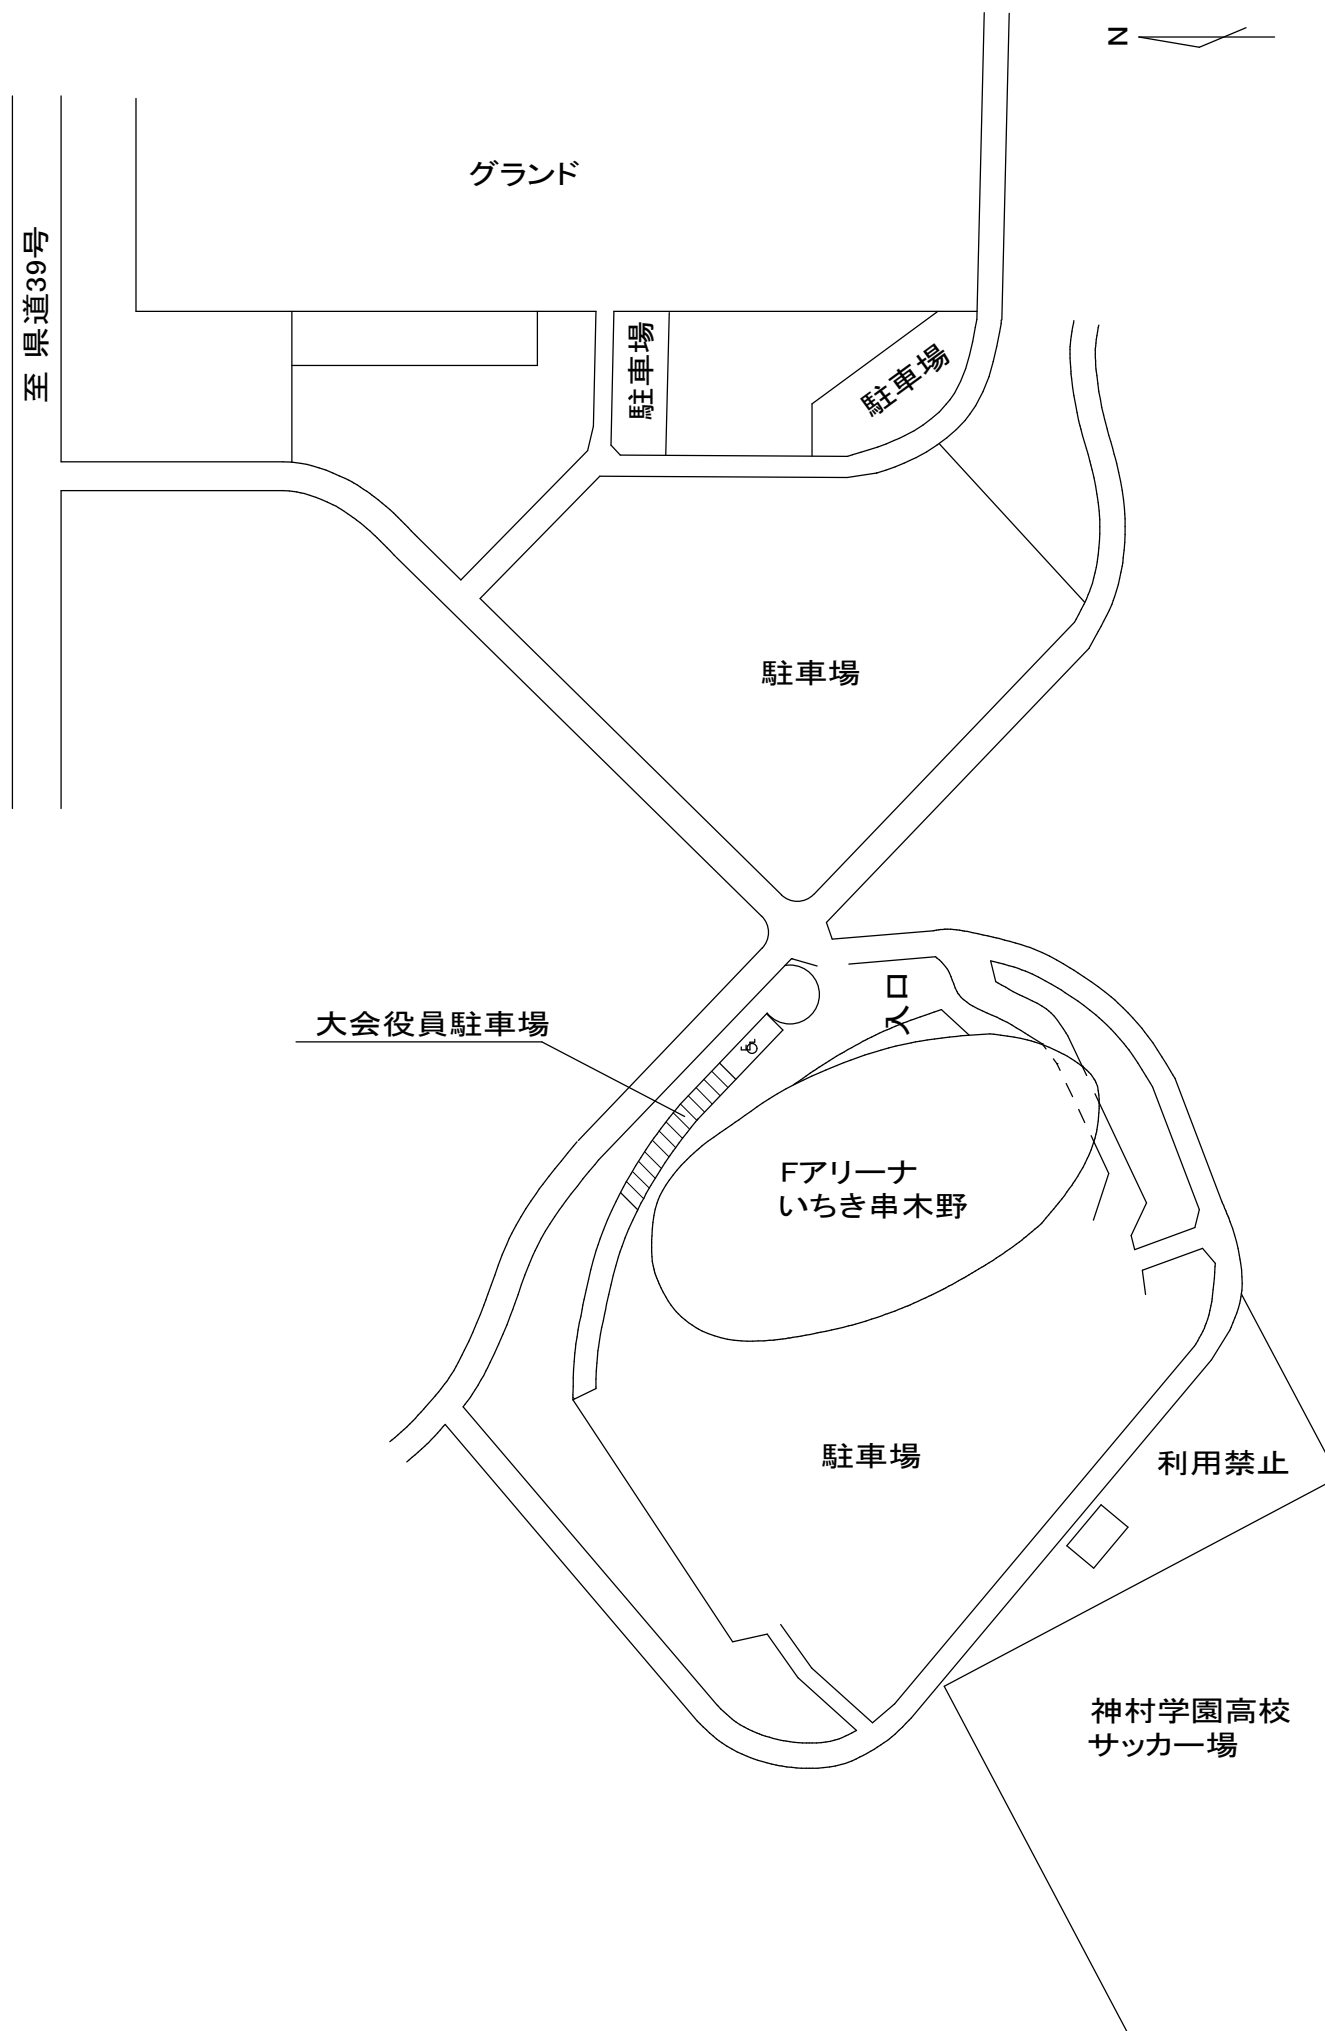 N
グランド
至 県道39号
駐車場
駐車場
駐車場
入口
大会役員駐車場
Fアリーナ
いちき串木野
駐車場
利用禁止
神村学園高校
サッカー場